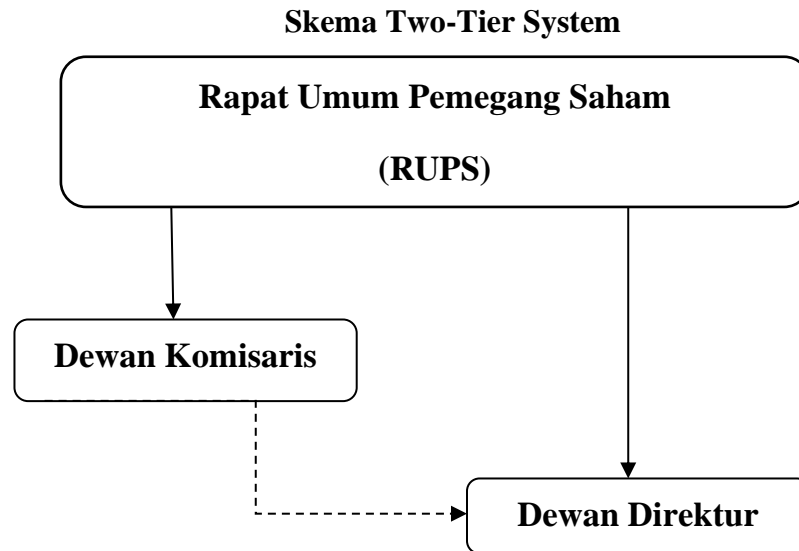 Skema Two-Tier System
Rapat Umum Pemegang Saham
(RUPS)
Dewan Komisaris
Dewan Direktur